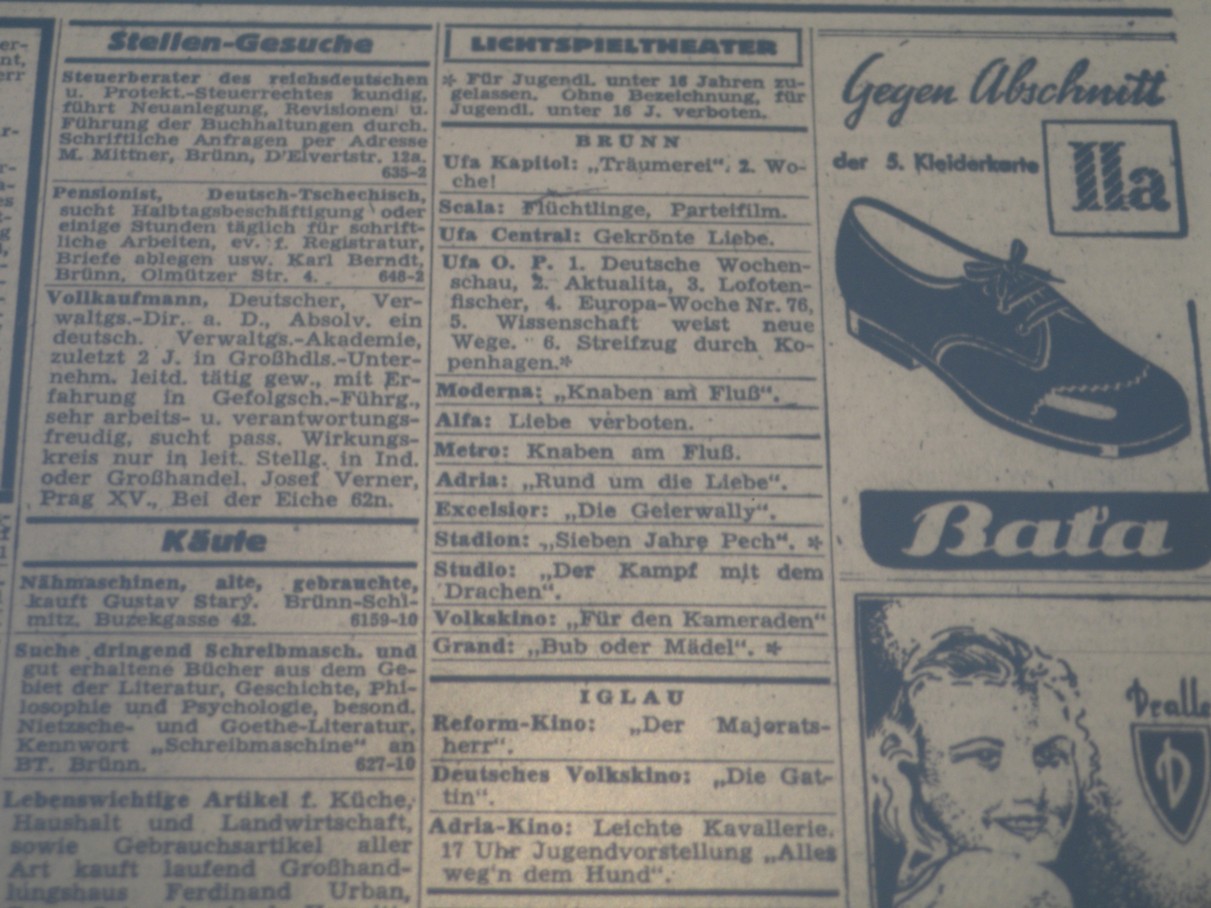 Stellen-Gesuche
Steuerberater des reichsdeutschen
u. Protekt.-Steuerrechtes kundig,
führt Neuanlegung, Revisionen u.
Führung der Buchhaltungen durch.
Schriftliche Anfragen per Adresse
M. Mittner, Brünn, D'Elvertstr. 12a.
635-2
Pensionist, Deutsch-Tschechisch,
sucht Halbtagsbeschäftigung oder
einige Stunden täglich für schrift-
liche Arbeiten, ev. f. Registratur,
Briefe ablegen usw. Karl Berndt,
Brünn, Olmützer Str. 4. 648-2
Vollkaufmann, Deutscher, Ver-
waltgs.-Dir. a. D., Absolv. ein
deutsch. Verwaltgs.-Akademie,
zuletzt 2 J. in Großhdls.-Unter-
nehm. leitd. tätig gew., mit Er-
fahrung in Gefolgsch.-Führg.,
sehr arbeits- u. verantwortungs-
freudig, sucht pass. Wirkungs-
kreis nur in leit. Stellg. in Ind.
oder Großhandel. Josef Verner,
Prag XV., Bei der Eiche 62n.
Käufe
Nähmaschinen, alte, gebrauchte,
kauft Gustav Starý. Brünn-Schi-
mitz, Buzekgasse 42. 6159-10
Suche dringend Schreibmasch. und
gut erhaltene Bücher aus dem Ge-
biet der Literatur, Geschichte, Phi-
losophie und Psychologie, besond.
Nietzsche- und Goethe-Literatur.
Kennwort „Schreibmaschine“ an
BT. Brünn. 627-10
Lebenswichtige Artikel f. Küche,
Haushalt und Landwirtschaft,
sowie Gebrauchsartikel aller
Art kauft laufend Großhand-
lungshaus Ferdinand Urban,
LICHTSPIELTHEATER
* Für Jugendl. unter 16 Jahren zu-
gelassen. Ohne Bezeichnung, für
Jugendl. unter 16 J. verboten.
BRÜNN
Ufa Kapitol: „Träumerei“. 2. Wo-
che!
Scala: Flüchtlinge, Parteifilm.
Ufa Central: Gekrönte Liebe.
Ufa O. P. 1. Deutsche Wochen-
schau, 2. Aktualita, 3. Lofoten-
fischer, 4. Europa-Woche Nr. 76,
5. Wissenschaft weist neue
Wege. 6. Streifzug durch Ko-
penhagen.*
Moderna: „Knaben am Fluß“.
Alfa: Liebe verboten.
Metro: Knaben am Fluß.
Adria: „Rund um die Liebe“.
Excelsior: „Die Geierwally“.
Stadion: „Sieben Jahre Pech“. *
Studio: „Der Kampf mit dem
Drachen“.
Volkskino: „Für den Kameraden“
Grand: „Bub oder Mädel“. *
IGLAU
Reform-Kino: „Der Majorats-
herr“.
Deutsches Volkskino: „Die Gat-
tin“.
Adria-Kino: Leichte Kavallerie.
17 Uhr Jugendvorstellung „Alles
weg'n dem Hund“.
Gegen Abschnitt
der 5. Kleiderkarte
IIa
Baťa
Dralle
D